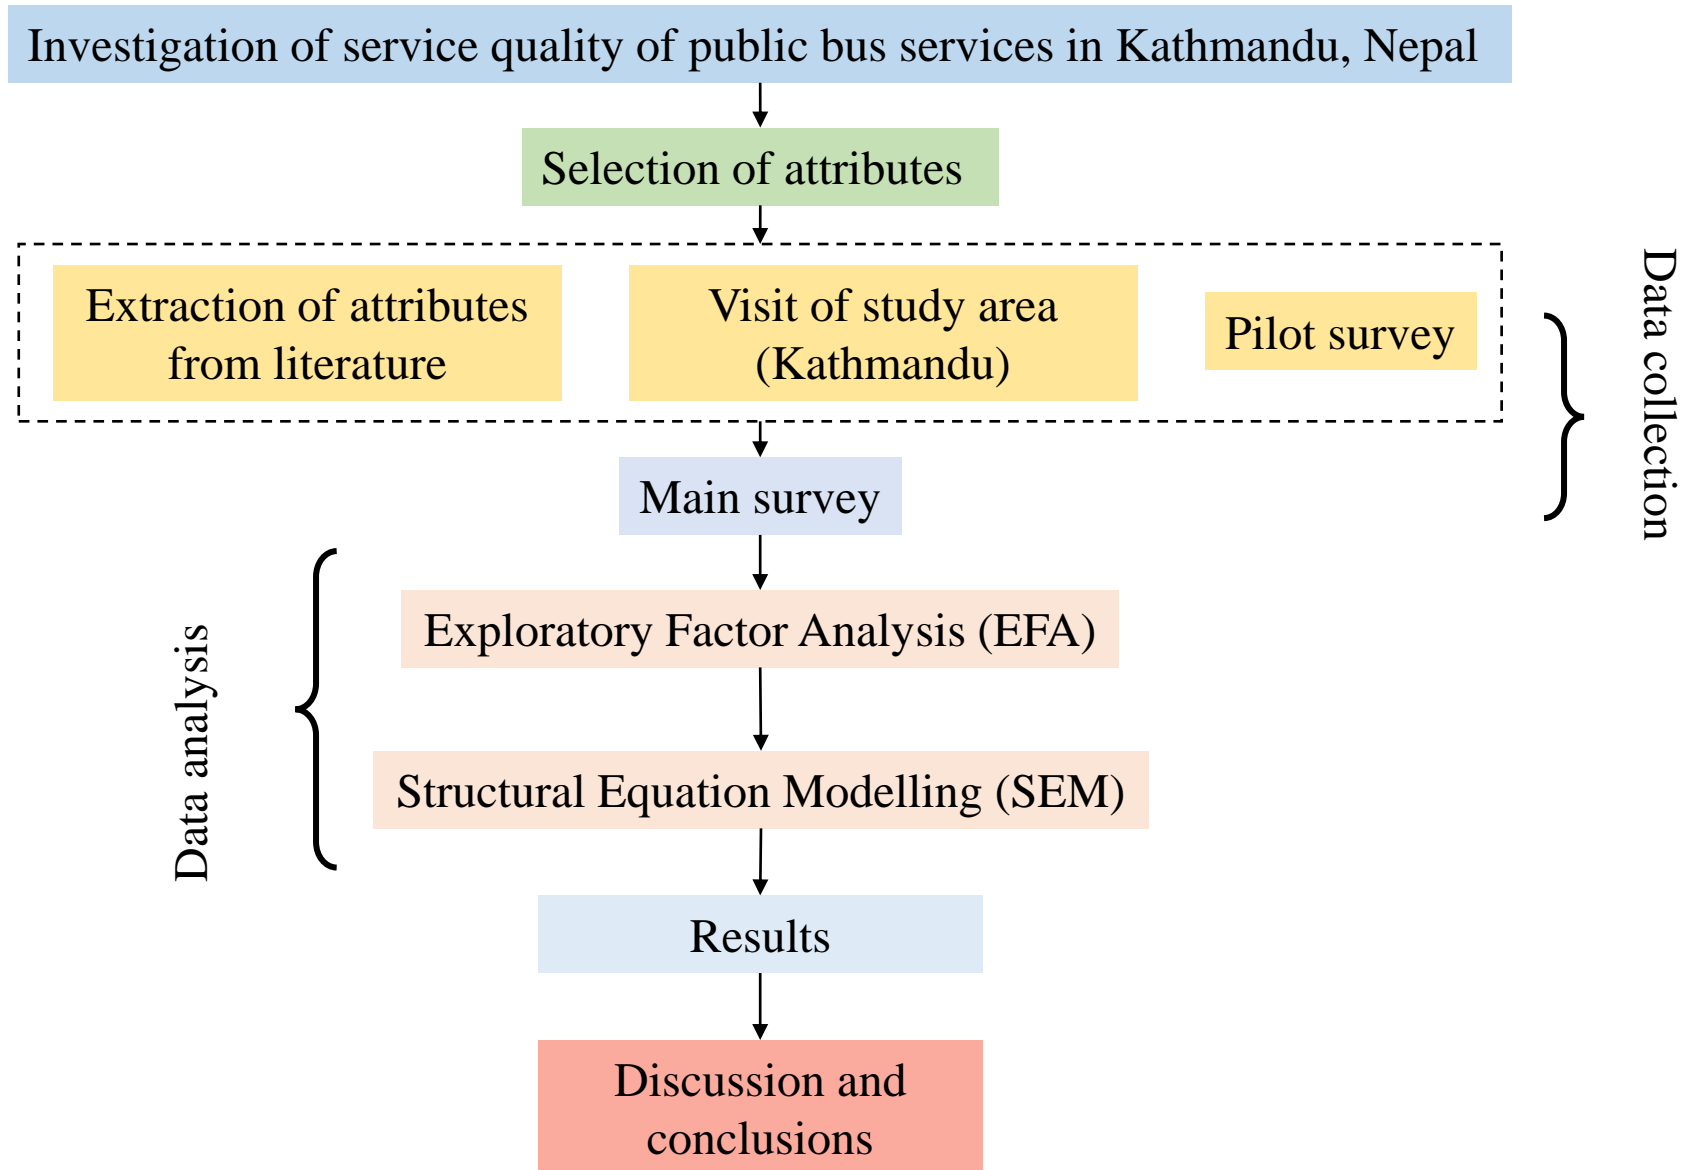 Investigation of service quality of public bus services in Kathmandu, Nepal
Selection of attributes
Extraction of attributes
from literature
Visit of study area
(Kathmandu)
Pilot survey
Data collection
Main survey
Data analysis
Exploratory Factor Analysis (EFA)
Structural Equation Modelling (SEM)
Results
Discussion and
conclusions